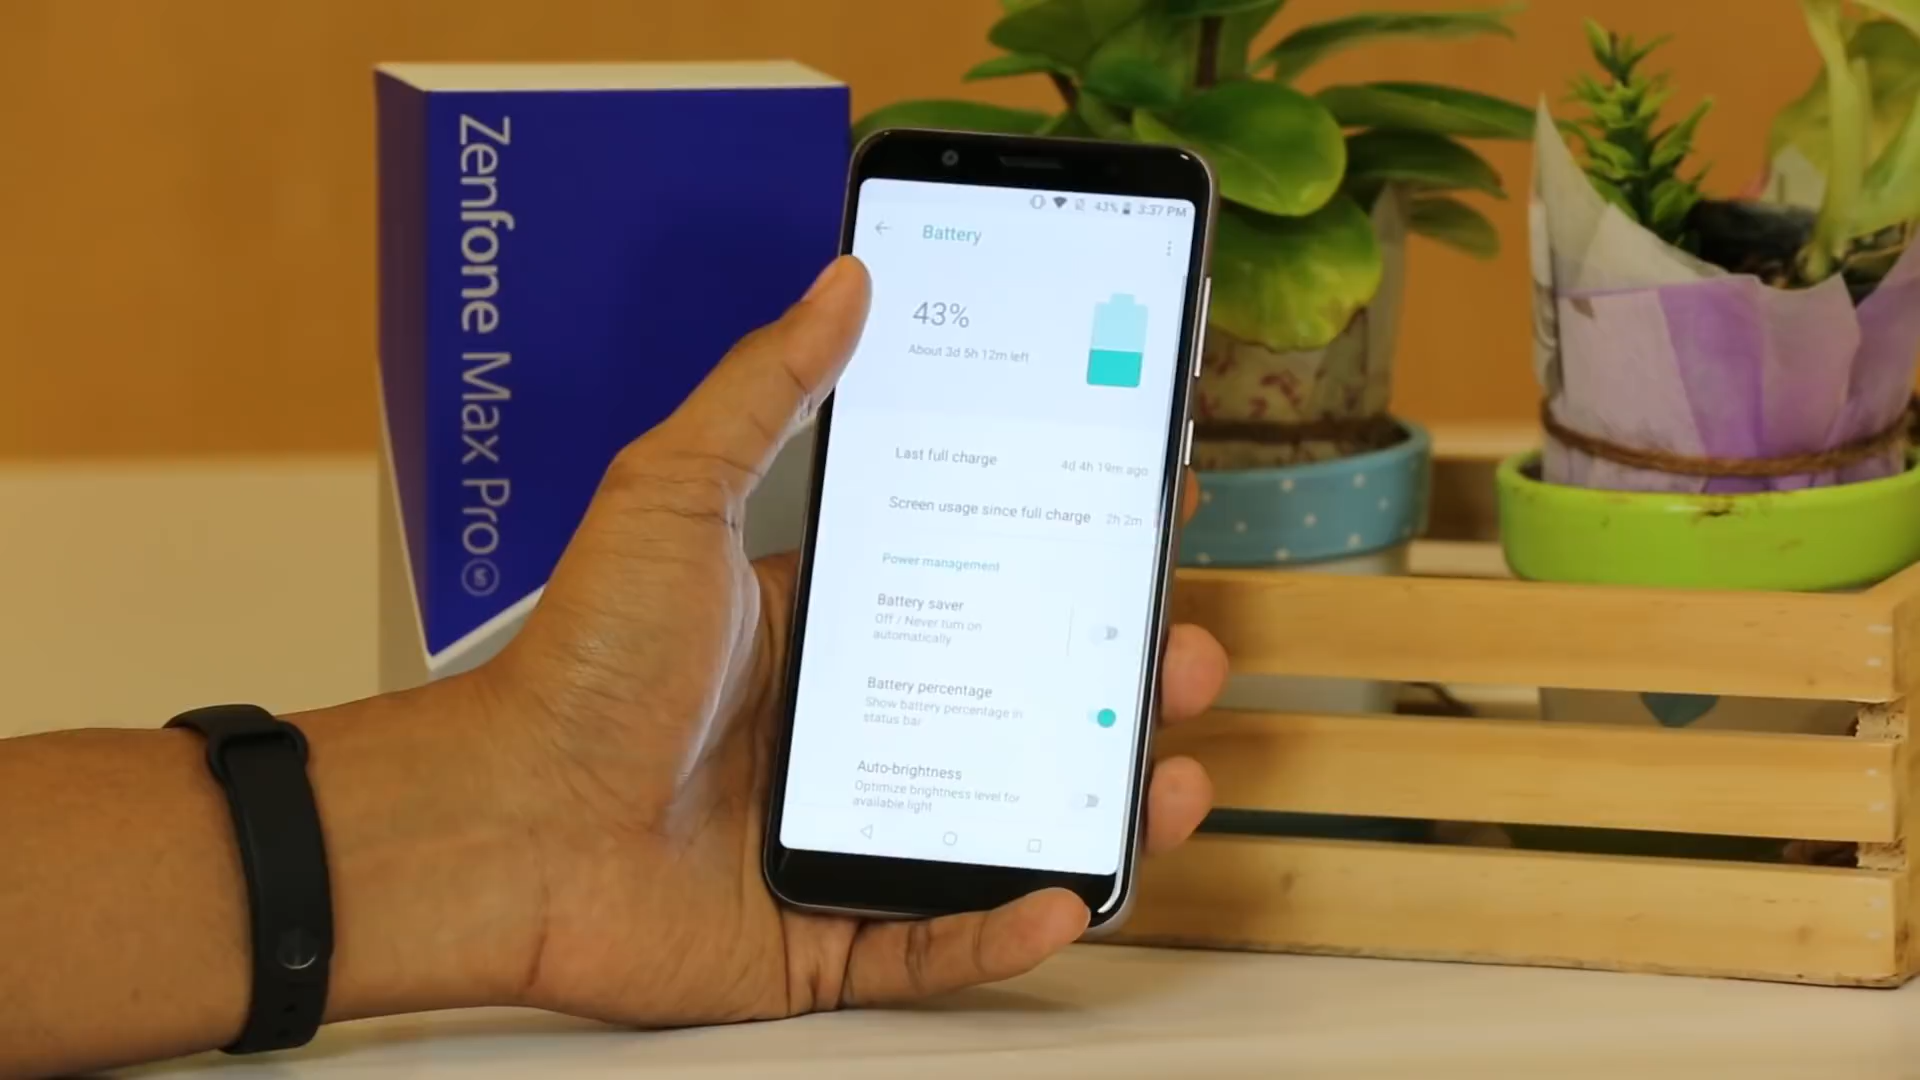 Zenfone Max Pro M1
43% 3:37 PM
Battery
43%
About 3d 5h 12m left
Last full charge 4d 4h 19m ago
Screen usage since full charge 2h 2m
Power management
Battery saver
Off / Never turn on
automatically
Battery percentage
Show battery percentage in
status bar
Auto-brightness
Optimize brightness level for
available light